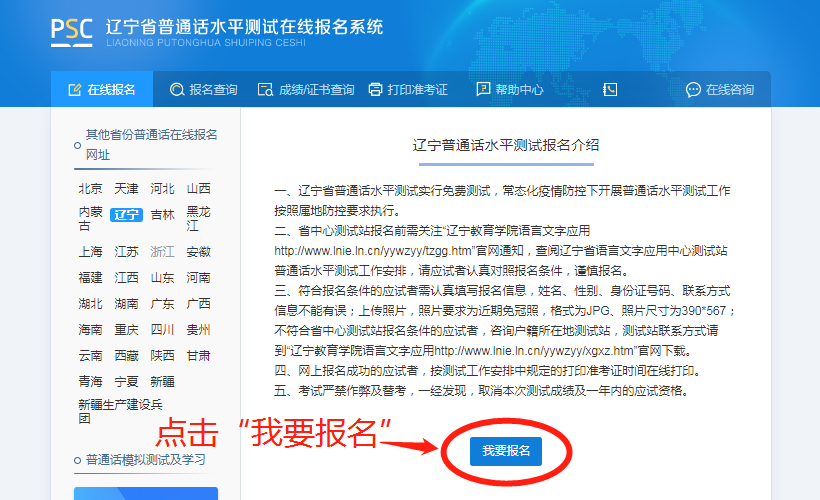 PSC 辽宁省普通话水平测试在线报名系统
LIAONING PUTONGHUA SHUIPING CESHI
在线报名 报名查询 成绩/证书查询 打印准考证 帮助中心 在线咨询
其他省份普通话在线报名
网址
北京 天津 河北 山西
内蒙古 辽宁 吉林 黑龙江
上海 江苏 浙江 安徽
福建 江西 山东 河南
湖北 湖南 广东 广西
海南 重庆 四川 贵州
云南 西藏 陕西 甘肃
青海 宁夏 新疆
新疆生产建设兵
团
普通话模拟测试及学习
辽宁普通话水平测试报名介绍
一、辽宁省普通话水平测试实行免费测试，常态化疫情防控下开展普通话水平测试工作
按照属地防控要求执行。
二、省中心测试站报名前需关注“辽宁教育学院语言文字应用
http://www.lnie.ln.cn/yywzyy/tzgg.htm”官网通知，查阅辽宁省语言文字应用中心测试站
普通话水平测试工作安排，请应试者认真对照报名条件，谨慎报名。
三、符合报名条件的应试者需认真填写报名信息，姓名、性别、身份证号码、联系方式
信息不能有误；上传照片，照片要求为近期免冠照，格式为JPG、照片尺寸为390*567；
不符合省中心测试站报名条件的应试者，咨询户籍所在地测试站，测试站联系方式请
到“辽宁教育学院语言文字应用http://www.lnie.ln.cn/yywzyy/xgxz.htm”官网下载。
四、网上报名成功的应试者，按测试工作安排中规定的打印准考证时间在线打印。
五、考试严禁作弊及替考，一经发现，取消本次测试成绩及一年内的应试资格。
点击“我要报名”
我要报名